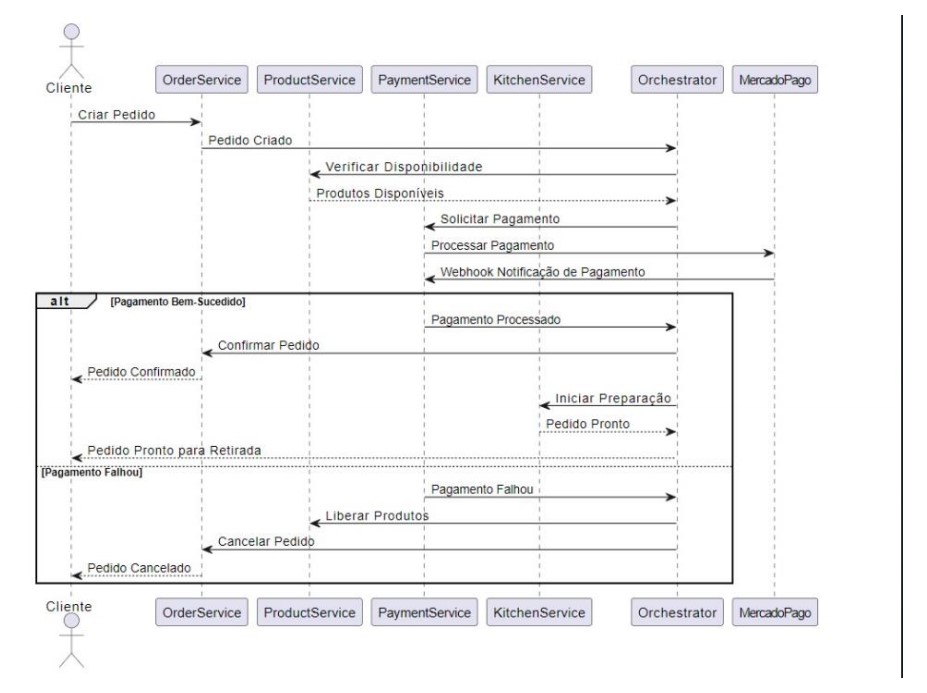 Cliente
OrderService ProductService PaymentService KitchenService Orchestrator MercadoPago
Criar Pedido
Pedido Criado
Verificar Disponibilidade
Produtos Disponíveis
Solicitar Pagamento
Processar Pagamento
Webhook Notificação de Pagamento
alt [Pagamento Bem-Sucedido]
Pagamento Processado
Confirmar Pedido
Pedido Confirmado
Iniciar Preparação
Pedido Pronto
Pedido Pronto para Retirada
[Pagamento Falhou]
Pagamento Falhou
Liberar Produtos
Cancelar Pedido
Pedido Cancelado
Cliente
OrderService ProductService PaymentService KitchenService Orchestrator MercadoPago